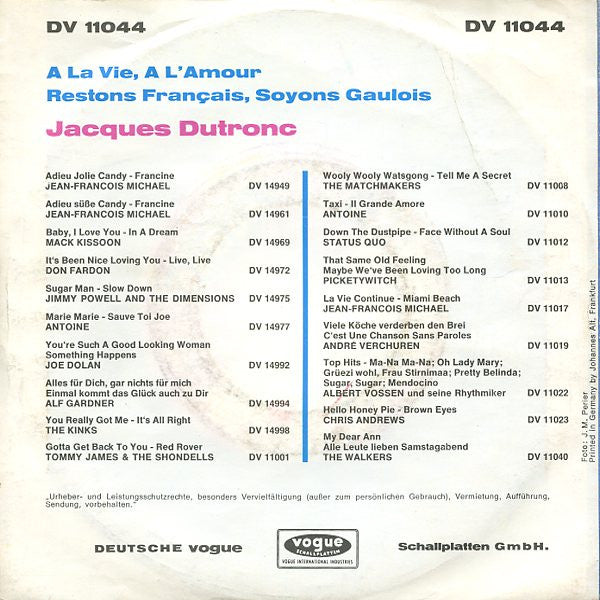 DV 11044
DV 11044
A La Vie, A L'Amour
Restons Français, Soyons Gaulois
Jacques Dutronc
Adieu Jolie Candy - Francine
JEAN-FRANCOIS MICHAEL DV 14949
Adieu süße Candy - Francine
JEAN-FRANCOIS MICHAEL DV 14961
Baby, I Love You - In A Dream
MACK KISSOON DV 14969
It's Been Nice Loving You - Live, Live
DON FARDON DV 14972
Sugar Man - Slow Down
JIMMY POWELL AND THE DIMENSIONS DV 14975
Marie Marie - Sauve Toi Joe
ANTOINE DV 14977
You're Such A Good Looking Woman
Something Happens
JOE DOLAN DV 14992
Alles für Dich, gar nichts für mich
Einmal kommt das Glück auch zu Dir
ALF GARDNER DV 14994
You Really Got Me - It's All Right
THE KINKS DV 14998
Gotta Get Back To You - Red Rover
TOMMY JAMES & THE SHONDELLS DV 11001
Wooly Wooly Watsgong - Tell Me A Secret
THE MATCHMAKERS DV 11008
Taxi - Il Grande Amore
ANTOINE DV 11010
Down The Dustpipe - Face Without A Soul
STATUS QUO DV 11012
That Same Old Feeling
Maybe We've Been Loving Too Long
PICKETYWITCH DV 11013
La Vie Continue - Miami Beach
JEAN-FRANCOIS MICHAEL DV 11017
Viele Köche verderben den Brei
C'est Une Chanson Sans Paroles
ANDRÉ VERCHUREN DV 11019
Top Hits - Ma-Na Ma-Na; Oh Lady Mary;
Grüezi wohl, Frau Stirnimaa; Pretty Belinda;
Sugar, Sugar; Mendocino
ALBERT VOSSEN und seine Rhythmiker DV 11022
Hello Honey Pie - Brown Eyes
CHRIS ANDREWS DV 11023
My Dear Ann
Alle Leute lieben Samstagabend
THE WALKERS DV 11040
Foto: J. M. Perier
Printed in Germany by Johannes Alt, Frankfurt
„Urheber- und Leistungsschutzrechte, besonders Vervielfältigung (außer zum persönlichen Gebrauch), Vermietung, Aufführung,
Sendung, vorbehalten."
DEUTSCHE vogue
vogue
SCHALLPLATTEN
VOGUE INTERNATIONAL INDUSTRIES
Schallplatten GmbH.